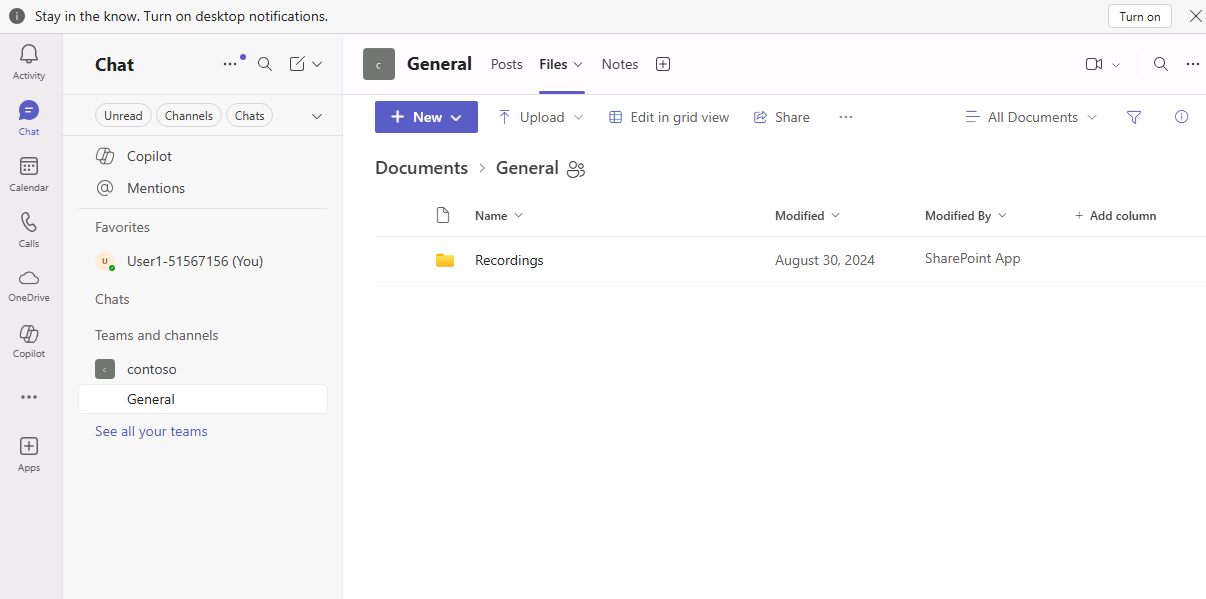 Stay in the know. Turn on desktop notifications.
Turn on
Activity
Chat
Calendar
Calls
OneDrive
Copilot
Apps
Chat
Unread
Channels
Chats
Copilot
Mentions
Favorites
U
User1-51567156 (You)
Chats
Teams and channels
c
contoso
General
See all your teams
c
General
Posts
Files
Notes
New
Upload
Edit in grid view
Share
All Documents
Documents > General
Name
Modified
Modified By
+ Add column
Recordings
August 30, 2024
SharePoint App